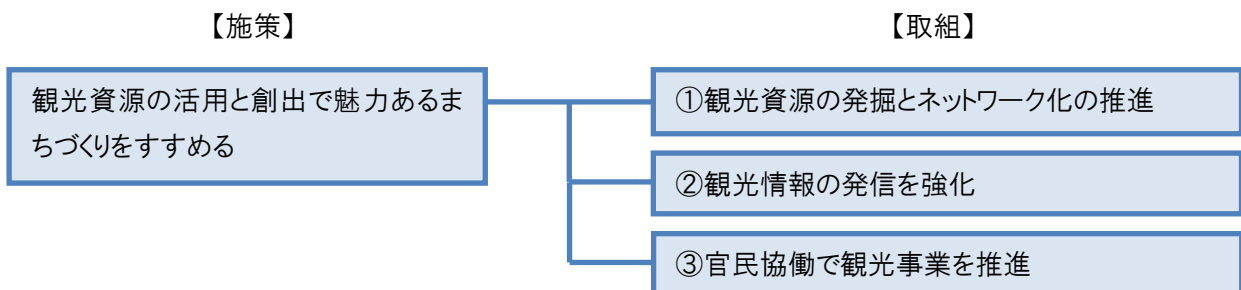 【施策】
【取組】
観光資源の活用と創出で魅力あるま
ちづくりをすすめる
①観光資源の発掘とネットワーク化の推進
②観光情報の発信を強化
③官民協働で観光事業を推進